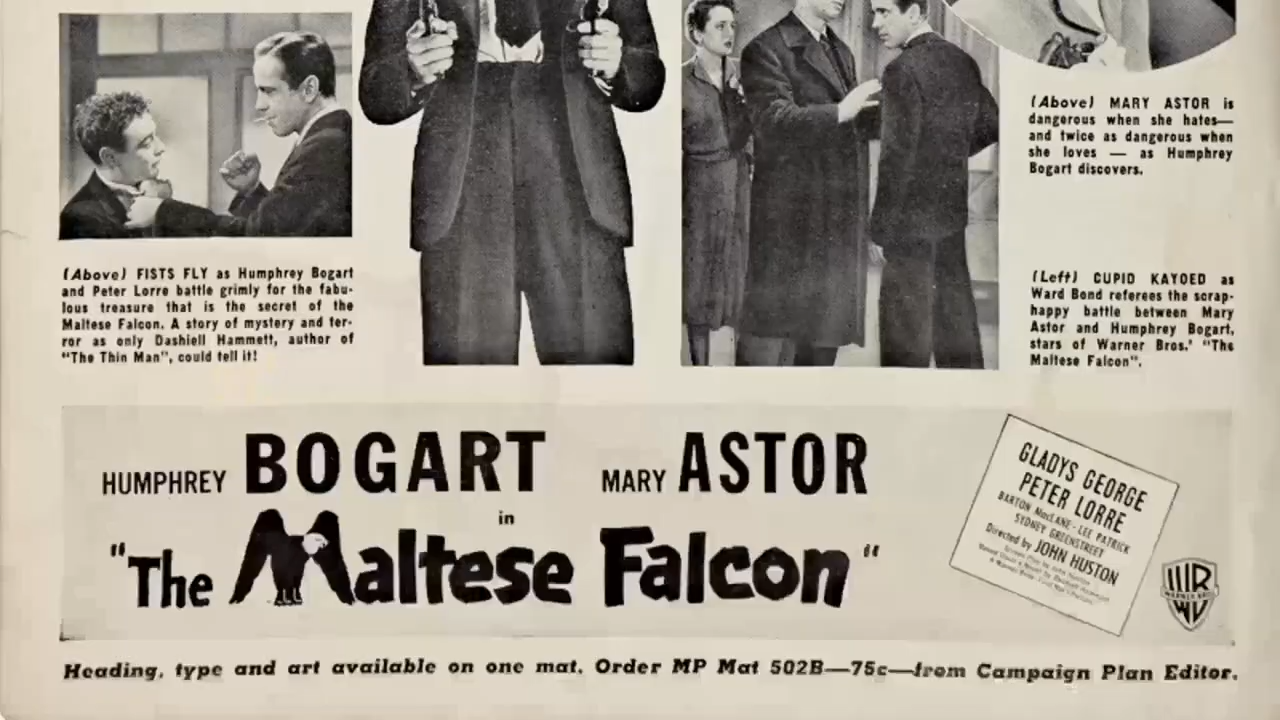 (Above) MARY ASTOR is
dangerous when she hates—
and twice as dangerous when
she loves — as Humphrey
Bogart discovers.
(Above) FISTS FLY as Humphrey Bogart
and Peter Lorre battle grimly for the fabu-
lous treasure that is the secret of the
Maltese Falcon. A story of mystery and ter-
ror as only Dashiell Hammett, author of
"The Thin Man", could tell it!
(Left) CUPID KAYOED as
Ward Bond referees the scrap-
happy battle between Mary
Astor and Humphrey Bogart,
stars of Warner Bros.' "The
Maltese Falcon".
HUMPHREY BOGART MARY ASTOR
in
"The Maltese Falcon"
GLADYS GEORGE
PETER LORRE
BARTON MacLANE · LEE PATRICK
SYDNEY GREENSTREET
Directed by JOHN HUSTON
WB
WARNER BROS
Heading, type and art available on one mat. Order MP Mat 502B—75c—from Campaign Plan Editor.